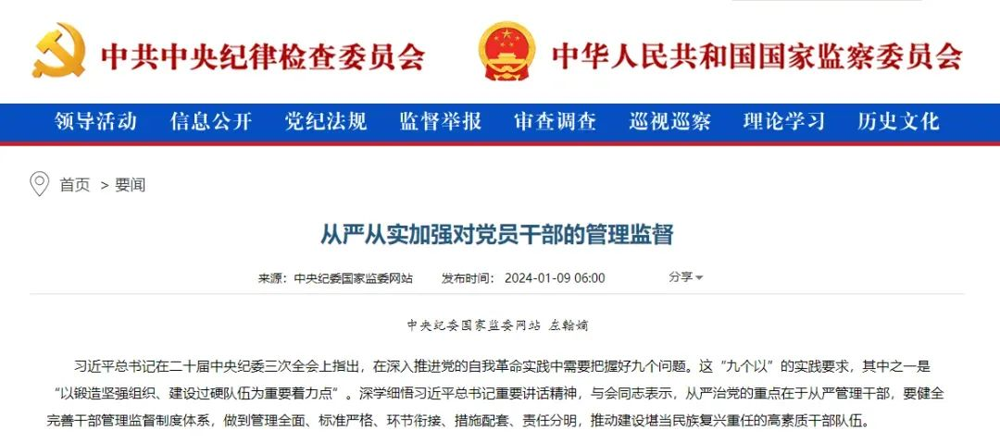 中共中央纪律检查委员会 中华人民共和国国家监察委员会
领导活动 信息公开 党纪法规 监督举报 审查调查 巡视巡察 理论学习 历史文化
首页 > 要闻
从严从实加强对党员干部的管理监督
来源：中央纪委国家监委网站 发布时间：2024-01-09 06:00 分享
中央纪委国家监委网站 左翰嫡
习近平总书记在二十届中央纪委三次全会上指出，在深入推进党的自我革命实践中需要把握好九个问题。这“九个以”的实践要求，其中之一是
“以锻造坚强组织、建设过硬队伍为重要着力点”。深学细悟习近平总书记重要讲话精神，与会同志表示，从严治党的重点在于从严管理干部，要健全
完善干部管理监督制度体系，做到管理全面、标准严格、环节衔接、措施配套、责任分明，推动建设堪当民族复兴重任的高素质干部队伍。